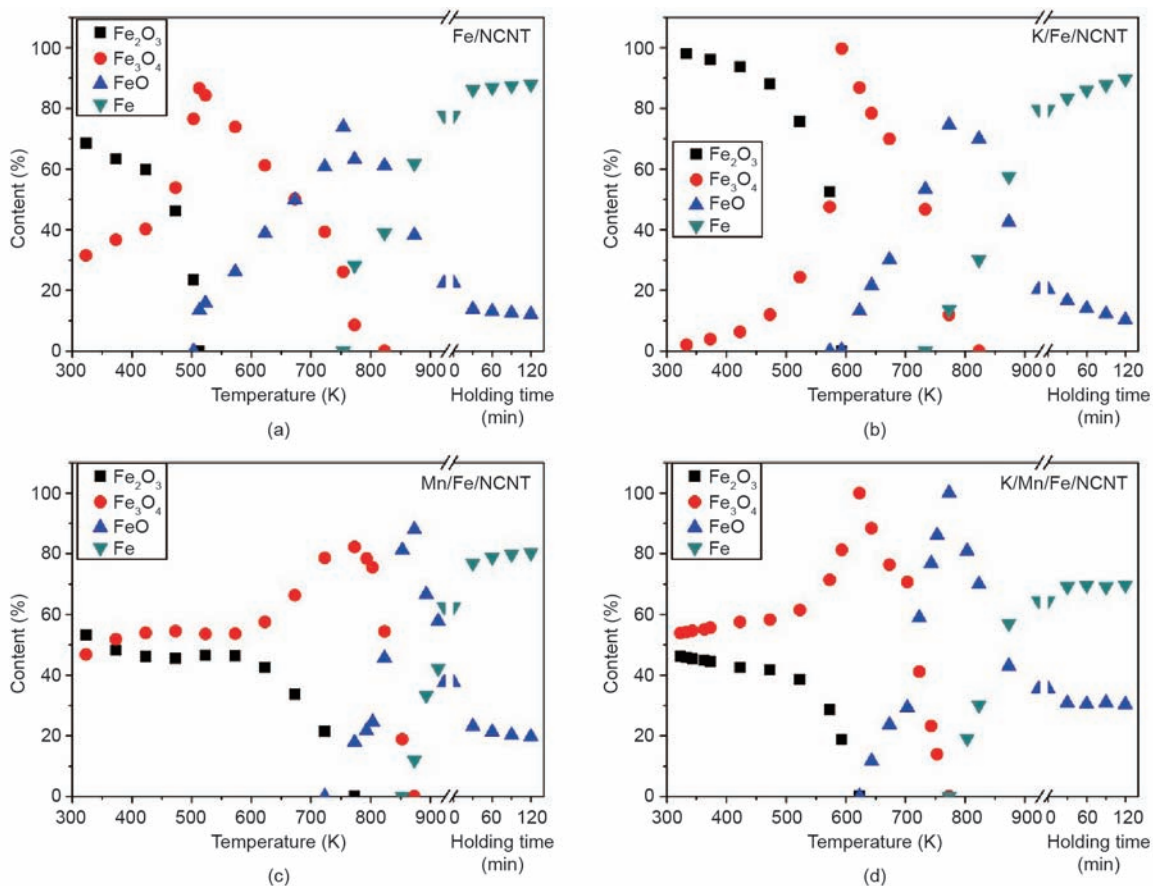 Fe/NCNT
Fe₂O₃
Fe₃O₄
FeO
Fe
Content (%)
100
80
60
40
20
0
300 400 500 600 700 800 900 0 60 120
Temperature (K) Holding time
(min)
(a)
K/Fe/NCNT
Fe₂O₃
Fe₃O₄
FeO
Fe
Content (%)
100
80
60
40
20
0
300 400 500 600 700 800 900 0 60 120
Temperature (K) Holding time
(min)
(b)
Mn/Fe/NCNT
Fe₂O₃
Fe₃O₄
FeO
Fe
Content (%)
100
80
60
40
20
0
300 400 500 600 700 800 900 0 30 60 90 120
Temperature (K) Holding time
(min)
(c)
K/Mn/Fe/NCNT
Fe₂O₃
Fe₃O₄
FeO
Fe
Content (%)
100
80
60
40
20
0
300 400 500 600 700 800 900 0 30 60 90 120
Temperature (K) Holding time
(min)
(d)